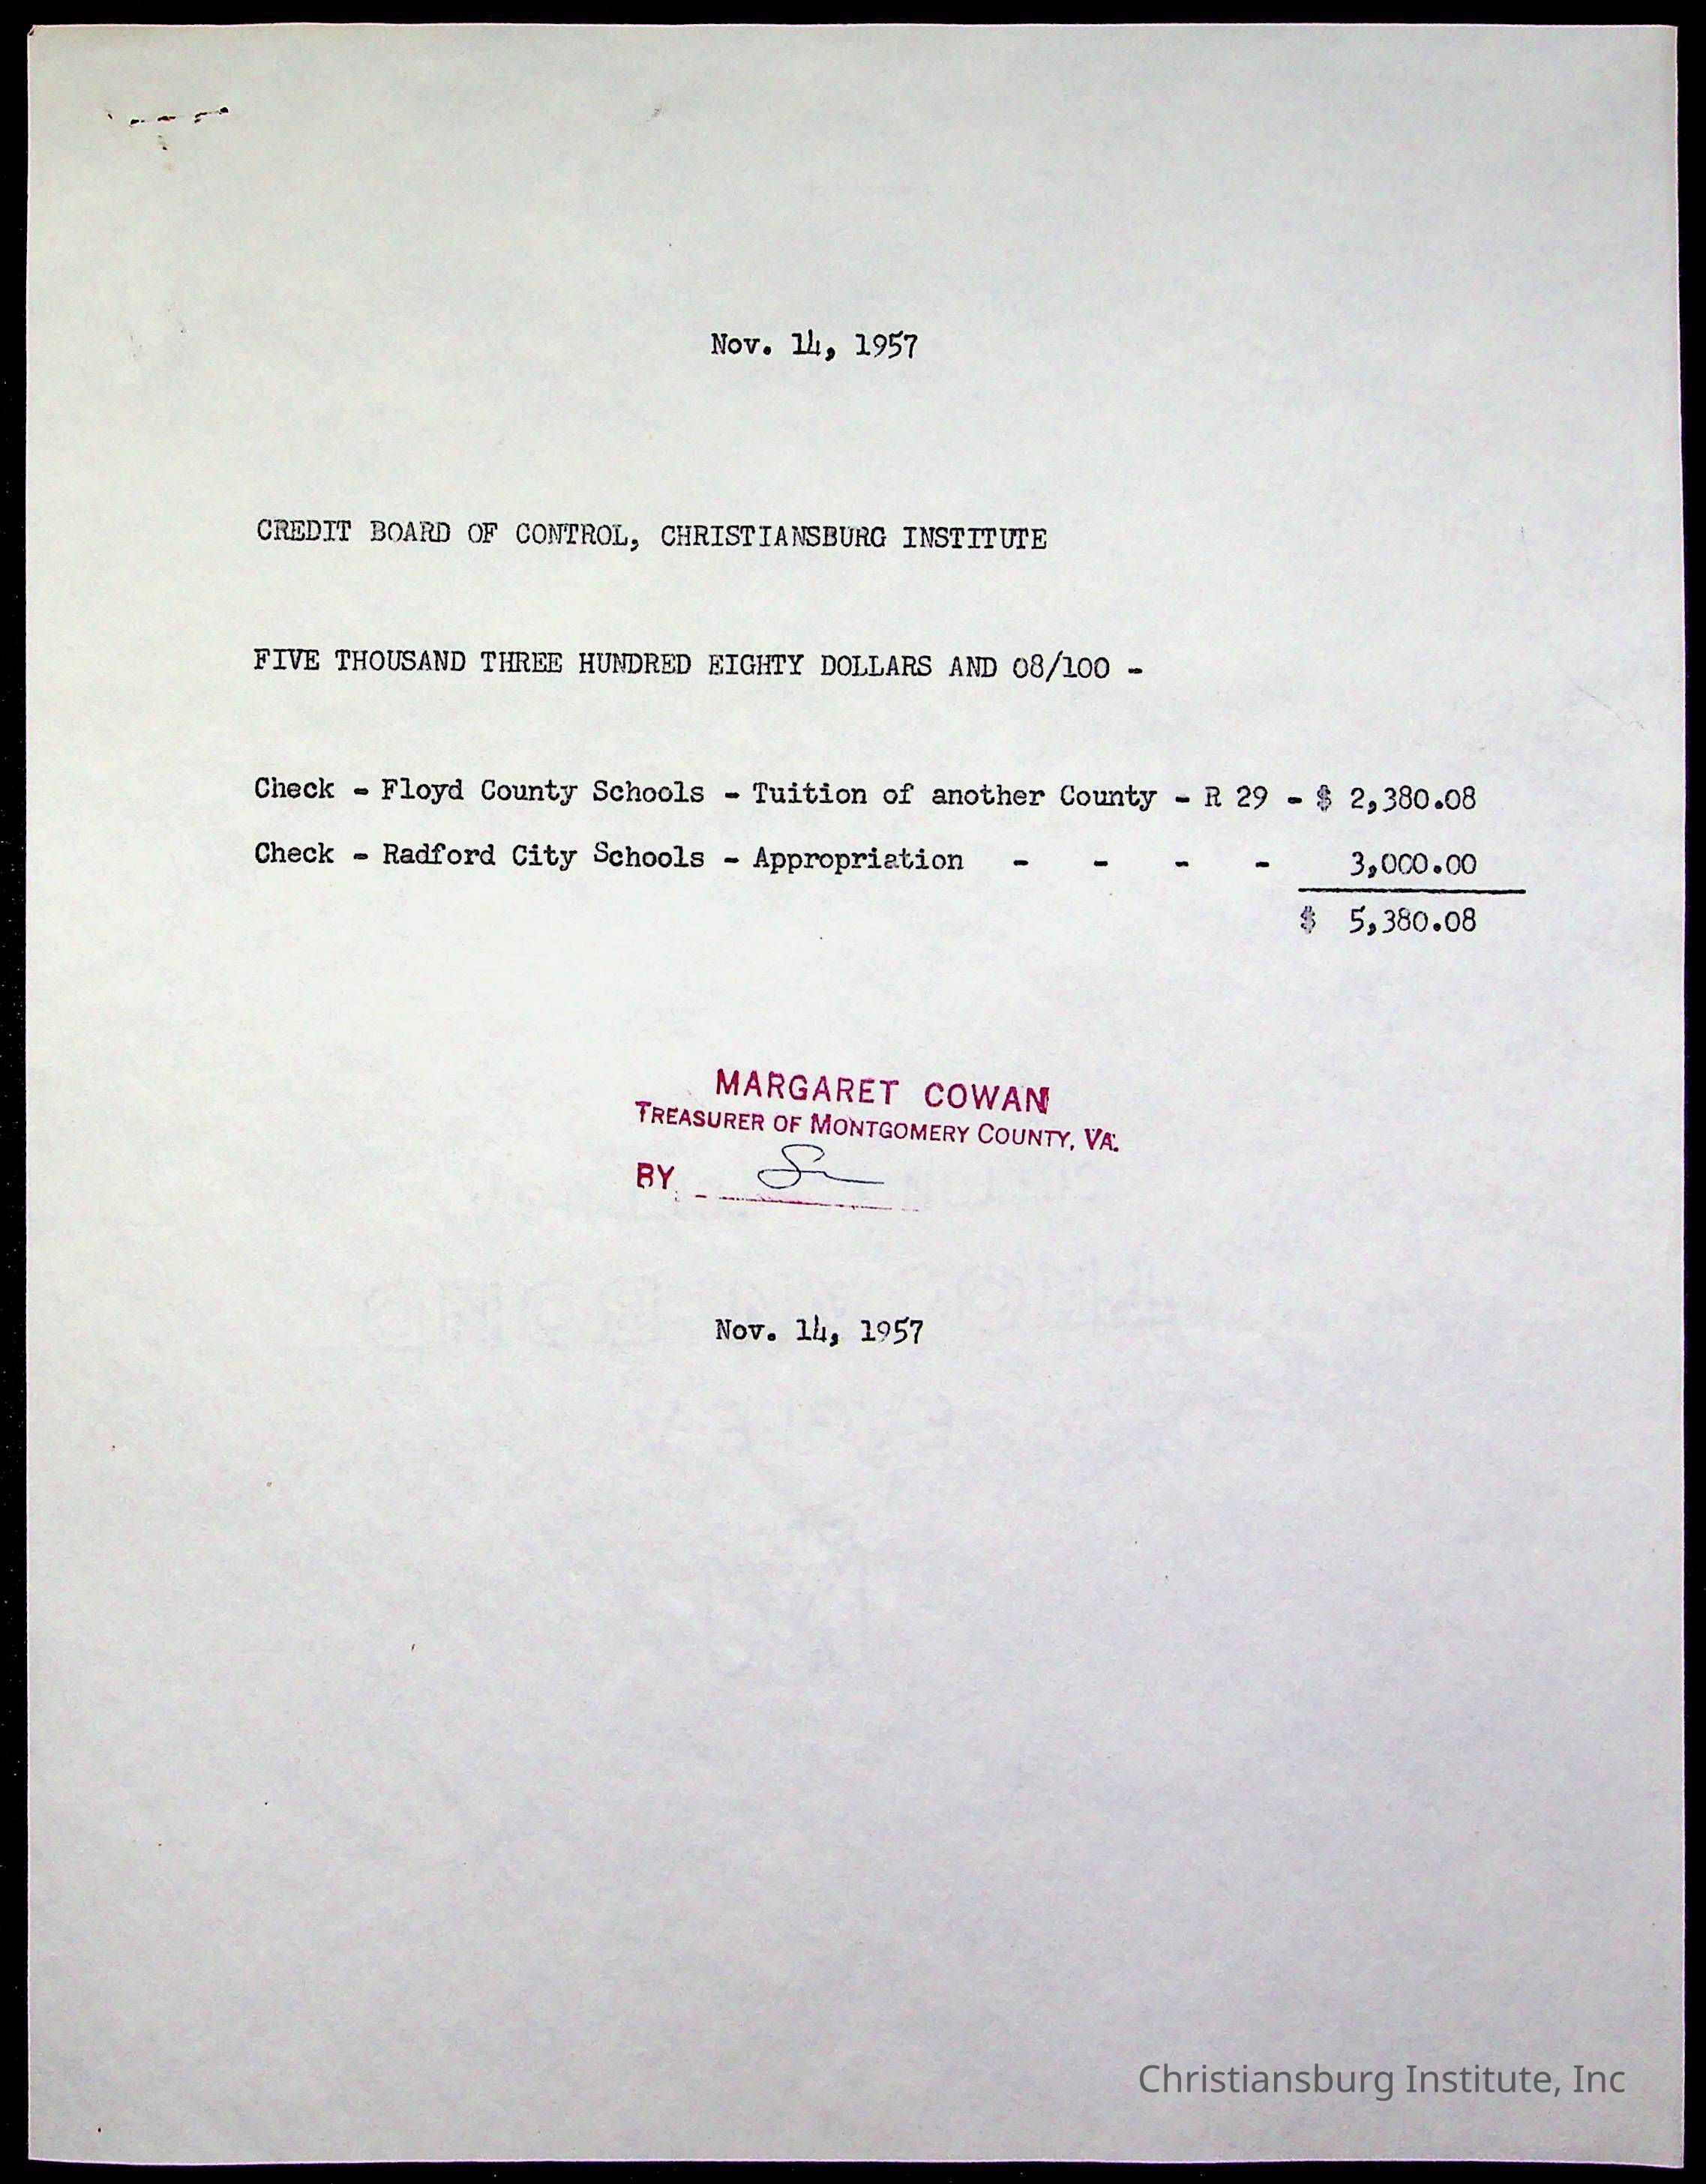 Nov. 14, 1957
CREDIT BOARD OF CONTROL, CHRISTIANSBURG INSTITUTE
FIVE THOUSAND THREE HUNDRED EIGHTY DOLLARS AND 08/100 -
Check - Floyd County Schools - Tuition of another County - R 29 - $ 2,380.08
Check - Radford City Schools - Appropriation - - - - 3,000.00
$ 5,380.08
MARGARET COWAN
TREASURER OF MONTGOMERY COUNTY, VA.
BY
Nov. 14, 1957
Christiansburg Institute, Inc